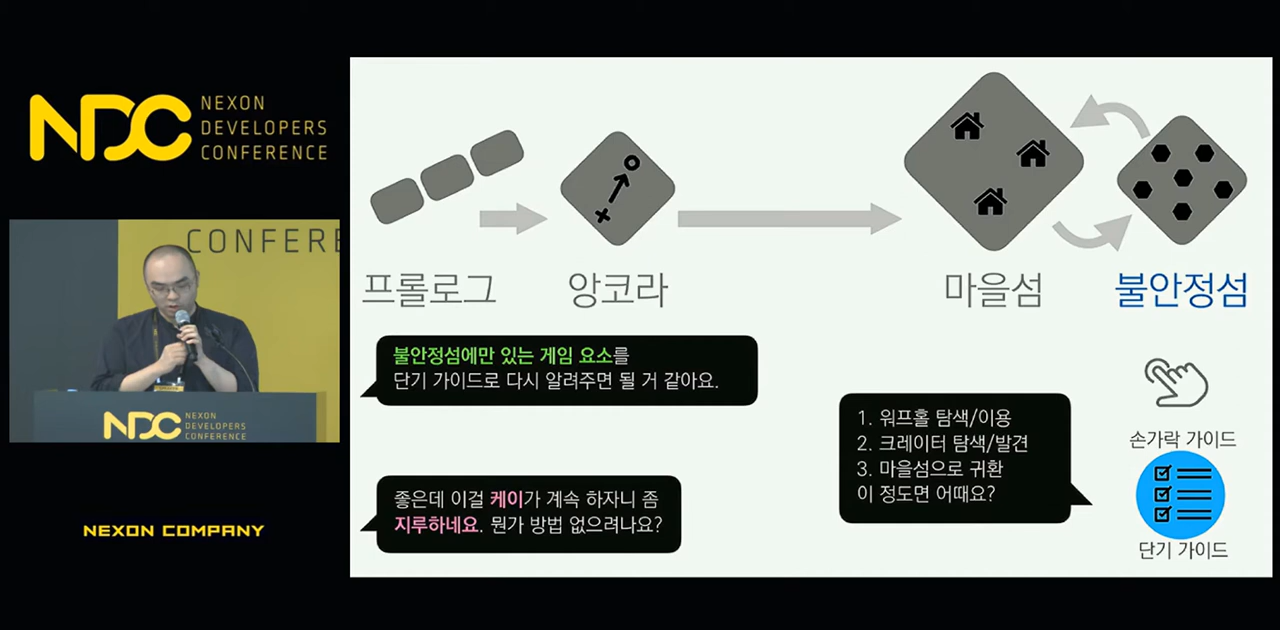 NDC
NEXON
DEVELOPERS
CONFERENCE
CONFERE
NDC
NEXON
DEVELOPERS
CONFERENCE
NEXON COMPANY
프롤로그
앙코라
마을섬
불안정섬
불안정섬에만 있는 게임 요소를
단기 가이드로 다시 알려주면 될 거 같아요.
1. 워프홀 탐색/이용
2. 크레이터 탐색/발견
3. 마을섬으로 귀환
이 정도면 어때요?
좋은데 이걸 케이가 계속 하자니 좀
지루하네요. 뭔가 방법 없으려나요?
손가락 가이드
단기 가이드